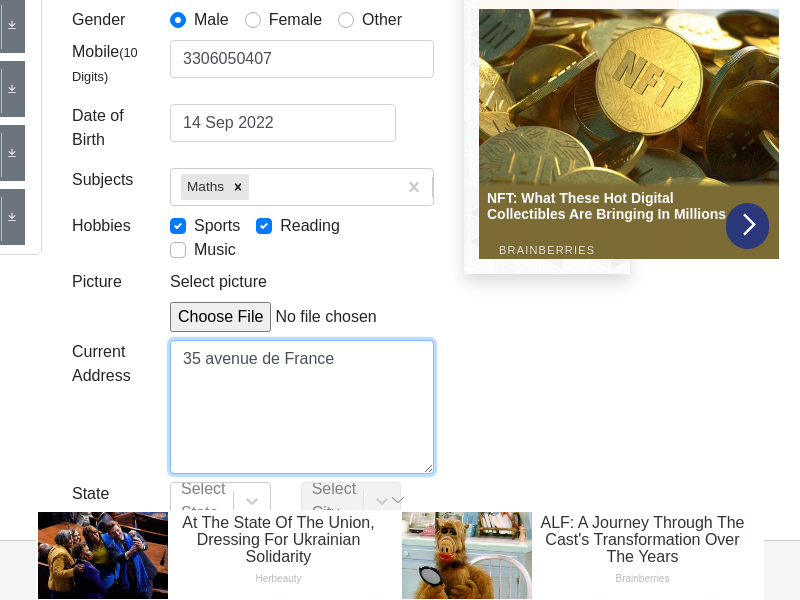 Gender
Male
Female
Other
Mobile(10 Digits)
3306050407
Date of Birth
14 Sep 2022
Subjects
Maths
Hobbies
Sports
Reading
Music
Picture
Select picture
Choose File No file chosen
Current Address
35 avenue de France
State
Select State
Select City
NFT
NFT: What These Hot Digital
Collectibles Are Bringing In Millions
BRAINBERRIES
At The State Of The Union,
Dressing For Ukrainian
Solidarity
Herbeauty
ALF: A Journey Through The
Cast's Transformation Over
The Years
Brainberries